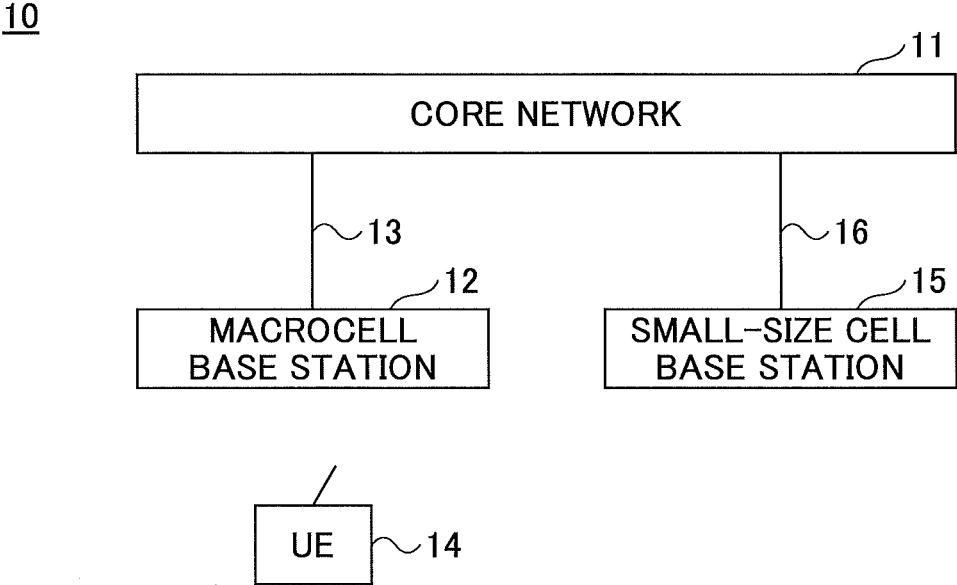 10
11
CORE NETWORK
13
16
12
15
MACROCELL
BASE STATION
SMALL-SIZE CELL
BASE STATION
UE
14